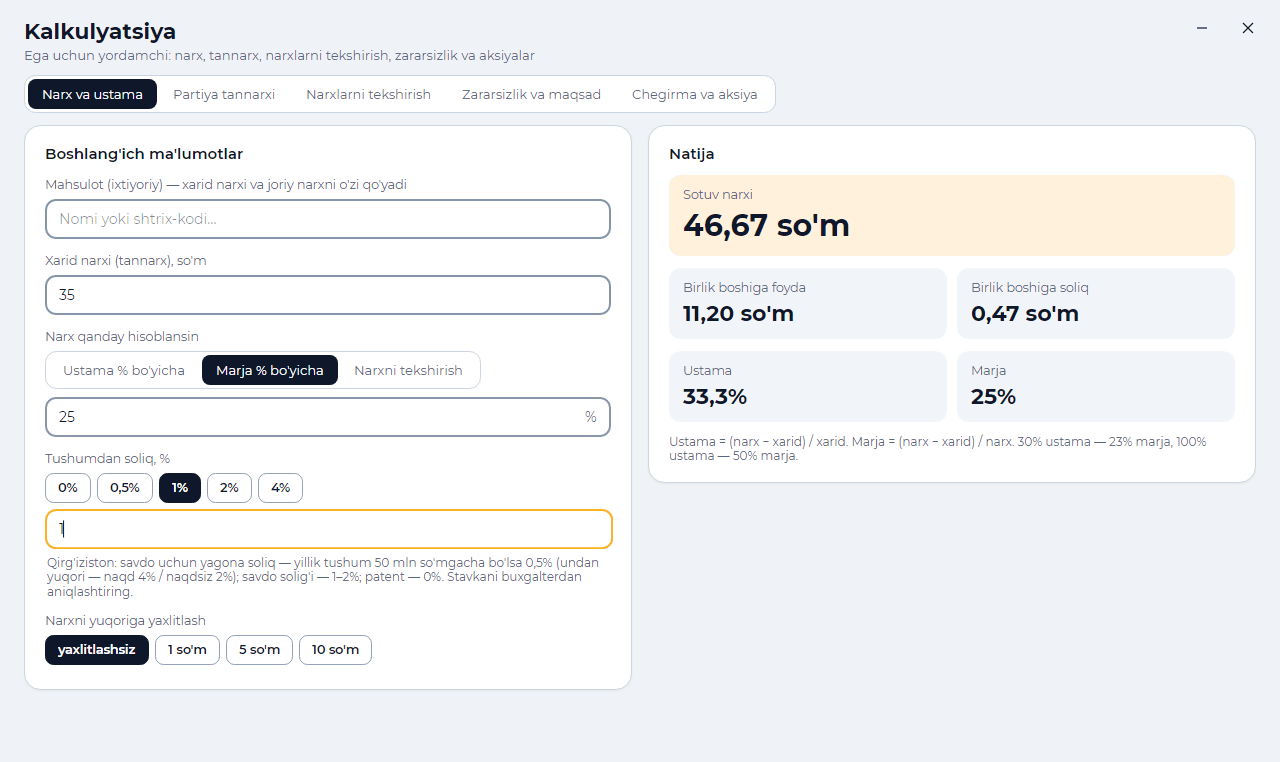 Kalkulyatsiya
Ega uchun yordamchi: narx, tannarx, narxlarni tekshirish, zararsizlik va aksiyalar
Narx va ustama
Partiya tannarxi
Narxlarni tekshirish
Zararsizlik va maqsad
Chegirma va aksiya
Boshlang'ich ma'lumotlar
Mahsulot (ixtiyoriy) — xarid narxi va joriy narxni o'zi qo'yadi
Nomi yoki shtrix-kodi...
Xarid narxi (tannarx), so'm
35
Narx qanday hisoblansin
Ustama % bo'yicha
Marja % bo'yicha
Narxni tekshirish
25 %
Tushumdan soliq, %
0%
0,5%
1%
2%
4%
1
Qirg'iziston: savdo uchun yagona soliq — yillik tushum 50 mln so'mgacha bo'lsa 0,5% (undan
yuqori — naqd 4% / naqdsiz 2%); savdo solig'i — 1–2%; patent — 0%. Stavkani buxgalterdan
aniqlashtiring.
Narxni yuqoriga yaxlitlash
yaxlitlashsiz
1 so'm
5 so'm
10 so'm
Natija
Sotuv narxi
46,67 so'm
Birlik boshiga foyda
11,20 so'm
Birlik boshiga soliq
0,47 so'm
Ustama
33,3%
Marja
25%
Ustama = (narx − xarid) / xarid. Marja = (narx − xarid) / narx. 30% ustama — 23% marja, 100%
ustama — 50% marja.